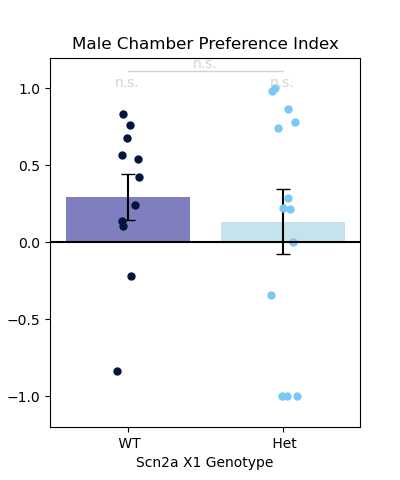 Male Chamber Preference Index
n.s.
n.s. n.s.
1.0
0.5
0.0
−0.5
−1.0
WT Het
Scn2a X1 Genotype